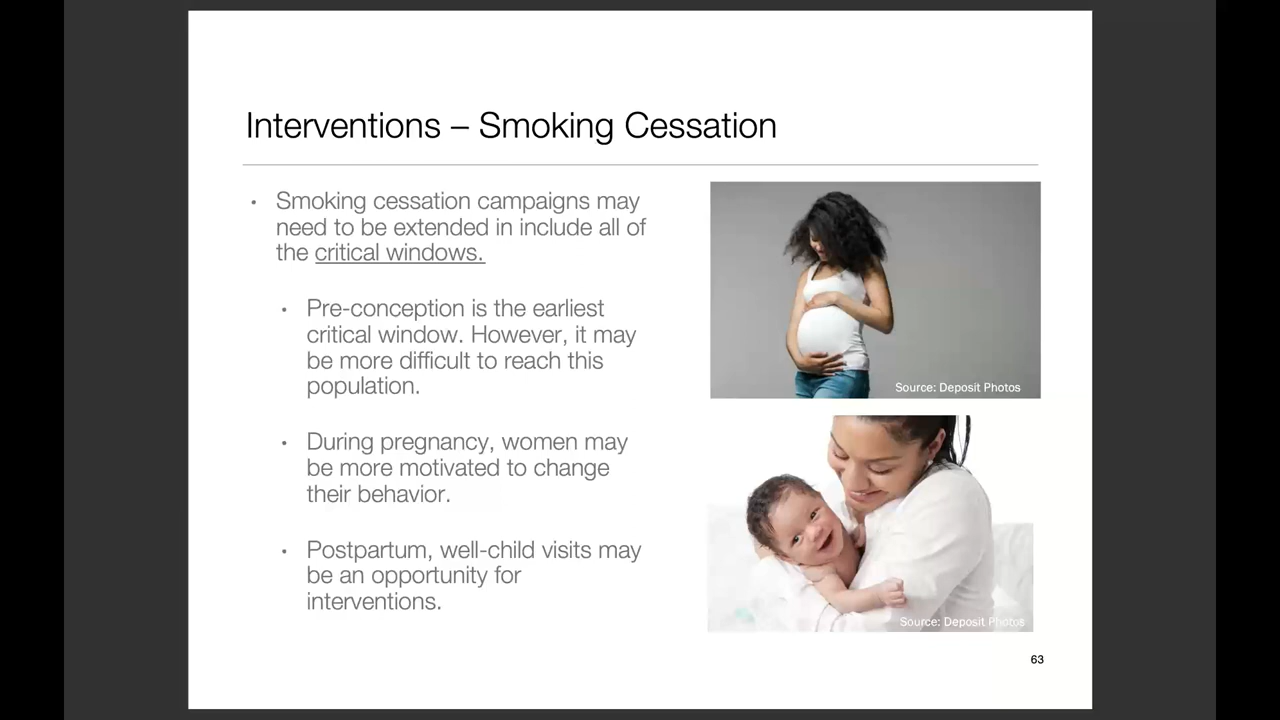 Interventions – Smoking Cessation
• Smoking cessation campaigns may
need to be extended in include all of
the critical windows.
• Pre-conception is the earliest
critical window. However, it may
be more difficult to reach this
population.
• During pregnancy, women may
be more motivated to change
their behavior.
• Postpartum, well-child visits may
be an opportunity for
interventions.
Source: Deposit Photos
Source: Deposit Photos
63